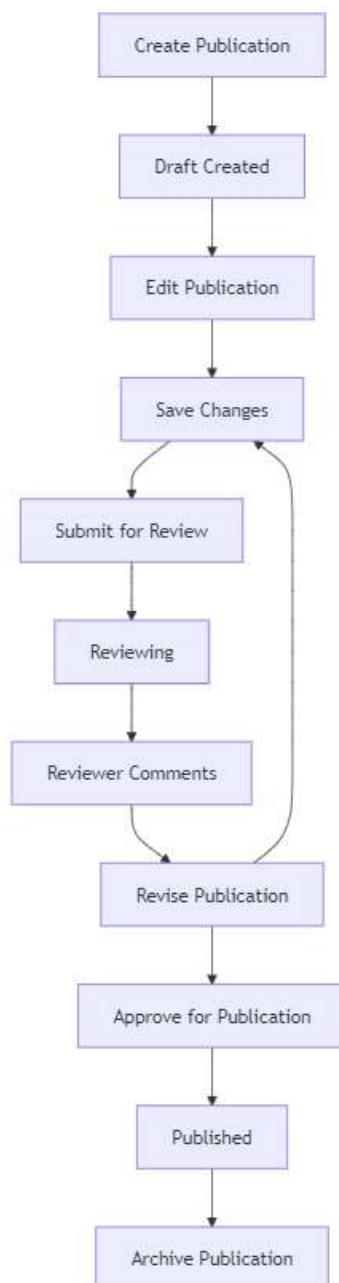 Create Publication
Draft Created
Edit Publication
Save Changes
Submit for Review
Reviewing
Reviewer Comments
Revise Publication
Approve for Publication
Published
Archive Publication